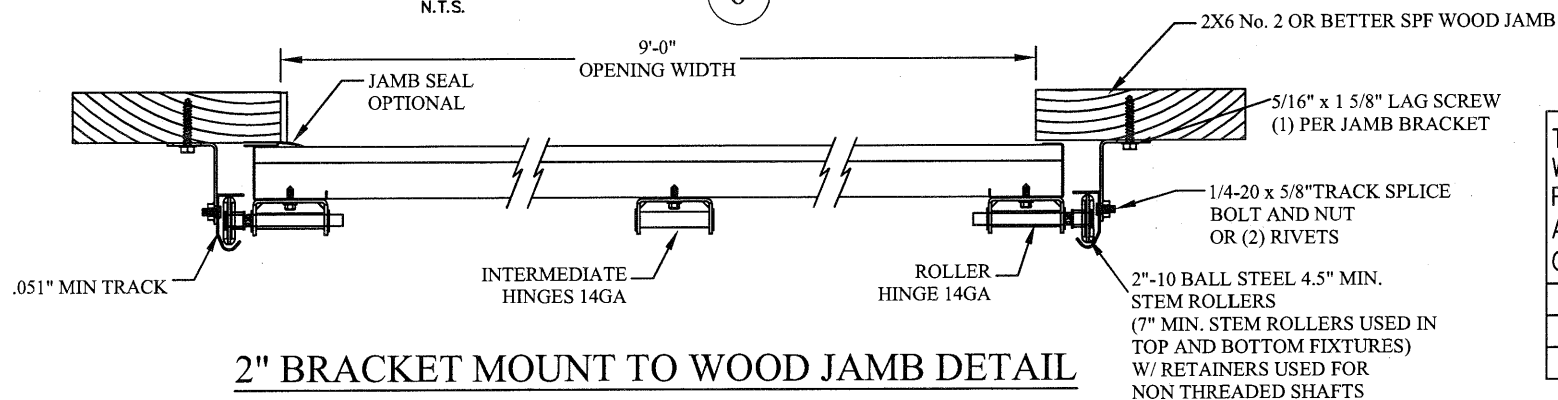 N.T.S.
2X6 No. 2 OR BETTER SPF WOOD JAMB
9'-0"
OPENING WIDTH
JAMB SEAL
OPTIONAL
5/16" x 1 5/8" LAG SCREW
(1) PER JAMB BRACKET
1/4-20 x 5/8"TRACK SPLICE
BOLT AND NUT
OR (2) RIVETS
.051" MIN TRACK
INTERMEDIATE
HINGES 14GA
ROLLER
HINGE 14GA
2"-10 BALL STEEL 4.5" MIN.
STEM ROLLERS
(7" MIN. STEM ROLLERS USED IN
TOP AND BOTTOM FIXTURES)
W/ RETAINERS USED FOR
NON THREADED SHAFTS
2" BRACKET MOUNT TO WOOD JAMB DETAIL